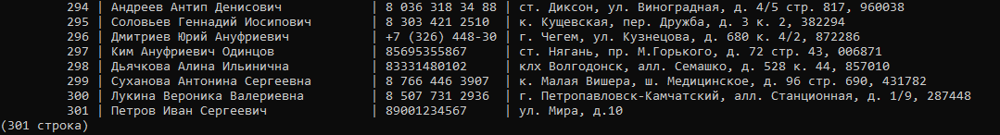 294 | Андреев Антип Денисович | 8 036 318 34 88 | ст. Диксон, ул. Виноградная, д. 4/5 стр. 817, 960038
295 | Соловьев Геннадий Иосипович | 8 303 421 2510 | к. Кущевская, пер. Дружба, д. 3 к. 2, 382294
296 | Дмитриев Юрий Ануфриевич | +7 (326) 448-30 | г. Чегем, ул. Кузнецова, д. 680 к. 4/2, 872286
297 | Ким Ануфриевич Одинцов | 85695355867 | ст. Нягань, пр. М.Горького, д. 72 стр. 43, 006871
298 | Дьячкова Алина Ильинична | 83331480102 | клх Волгодонск, алл. Семашко, д. 528 к. 44, 857010
299 | Суханова Антонина Сергеевна | 8 766 446 3907 | к. Малая Вишера, ш. Медицинское, д. 96 стр. 690, 431782
300 | Лукина Вероника Валериевна | 8 507 731 2936 | г. Петропавловск-Камчатский, алл. Станционная, д. 1/9, 287448
301 | Петров Иван Сергеевич | 89001234567 | ул. Мира, д.10
(301 строка)